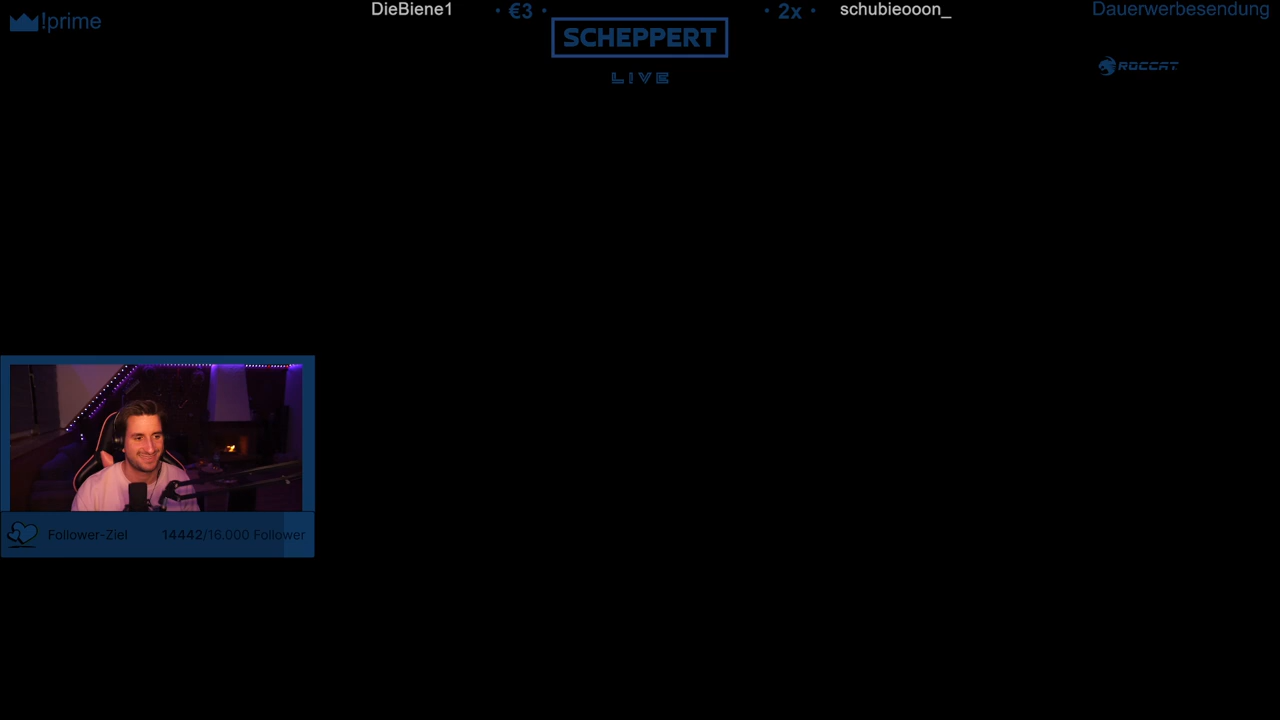 !prime
DieBiene1
· €3 ·
SCHEPPERT
LIVE
· 2x ·
schubieooon_
Dauerwerbesendung
ROCCAT
Follower-Ziel
14442/16.000 Follower